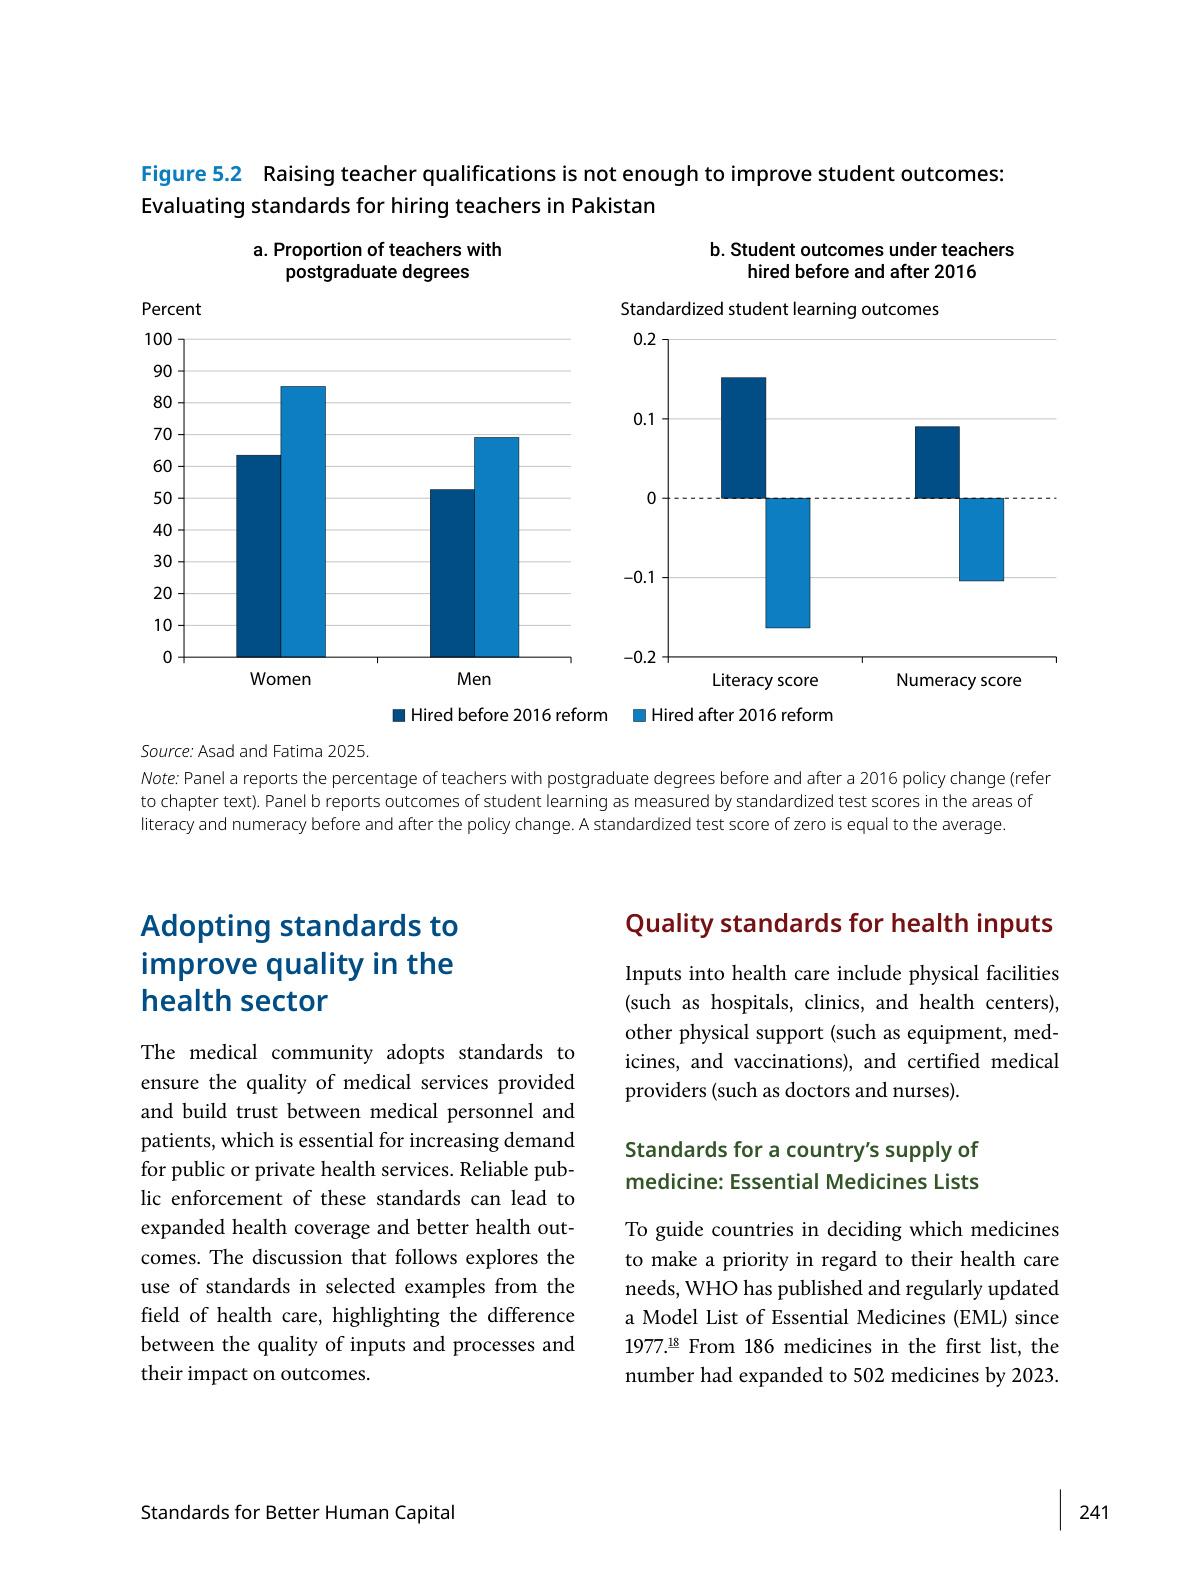 Figure 5.2 Raising teacher qualifications is not enough to improve student outcomes:
Evaluating standards for hiring teachers in Pakistan
a. Proportion of teachers with
postgraduate degrees
Percent
100
90
80
70
60
50
40
30
20
10
0
Women
Men
b. Student outcomes under teachers
hired before and after 2016
Standardized student learning outcomes
0.2
0.1
0
–0.1
–0.2
Literacy score
Numeracy score
Hired before 2016 reform
Hired after 2016 reform
Source: Asad and Fatima 2025.
Note: Panel a reports the percentage of teachers with postgraduate degrees before and after a 2016 policy change (refer
to chapter text). Panel b reports outcomes of student learning as measured by standardized test scores in the areas of
literacy and numeracy before and after the policy change. A standardized test score of zero is equal to the average.
Adopting standards to
improve quality in the
health sector
The medical community adopts standards to
ensure the quality of medical services provided
and build trust between medical personnel and
patients, which is essential for increasing demand
for public or private health services. Reliable pub-
lic enforcement of these standards can lead to
expanded health coverage and better health out-
comes. The discussion that follows explores the
use of standards in selected examples from the
field of health care, highlighting the difference
between the quality of inputs and processes and
their impact on outcomes.
Quality standards for health inputs
Inputs into health care include physical facilities
(such as hospitals, clinics, and health centers),
other physical support (such as equipment, med-
icines, and vaccinations), and certified medical
providers (such as doctors and nurses).
Standards for a country’s supply of
medicine: Essential Medicines Lists
To guide countries in deciding which medicines
to make a priority in regard to their health care
needs, WHO has published and regularly updated
a Model List of Essential Medicines (EML) since
1977.18 From 186 medicines in the first list, the
number had expanded to 502 medicines by 2023.
Standards for Better Human Capital
241